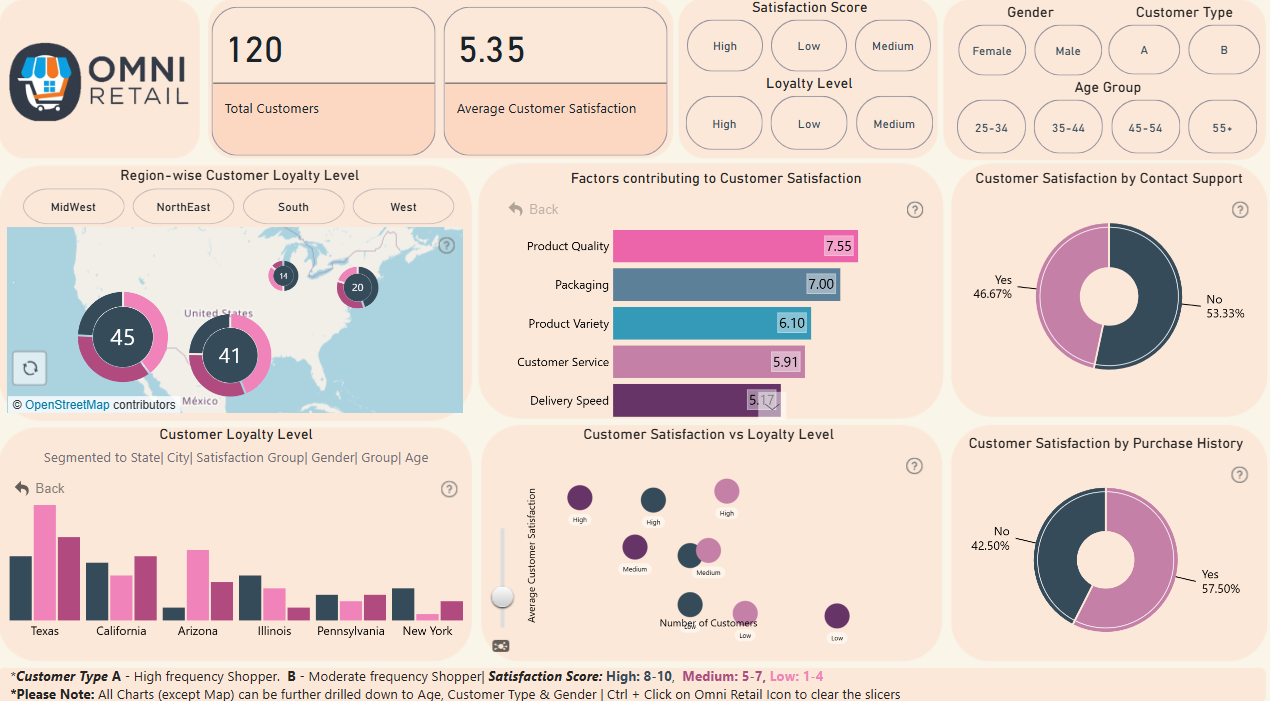 OMNI
RETAIL
120
Total Customers
5.35
Average Customer Satisfaction
Satisfaction Score
High
Low
Medium
Loyalty Level
High
Low
Medium
Gender
Customer Type
Female
Male
A
B
Age Group
25-34
35-44
45-54
55+
Region-wise Customer Loyalty Level
MidWest
NorthEast
South
West
?
14
20
United States
45
41
México
© OpenStreetMap contributors
Factors contributing to Customer Satisfaction
Back
?
Product Quality 7.55
Packaging 7.00
Product Variety 6.10
Customer Service 5.91
Delivery Speed 5.17
Customer Satisfaction by Contact Support
?
Yes
46.67%
No
53.33%
Customer Loyalty Level
Segmented to State| City| Satisfaction Group| Gender| Group| Age
Back
?
Texas
California
Arizona
Illinois
Pennsylvania
New York
Customer Satisfaction vs Loyalty Level
?
Average Customer Satisfaction
High
High
High
Medium
Medium
Low
Number of Customers
Low
Low
Customer Satisfaction by Purchase History
?
No
42.50%
Yes
57.50%
*Customer Type A - High frequency Shopper. B - Moderate frequency Shopper| Satisfaction Score: High: 8-10, Medium: 5-7, Low: 1-4
*Please Note: All Charts (except Map) can be further drilled down to Age, Customer Type & Gender | Ctrl + Click on Omni Retail Icon to clear the slicers